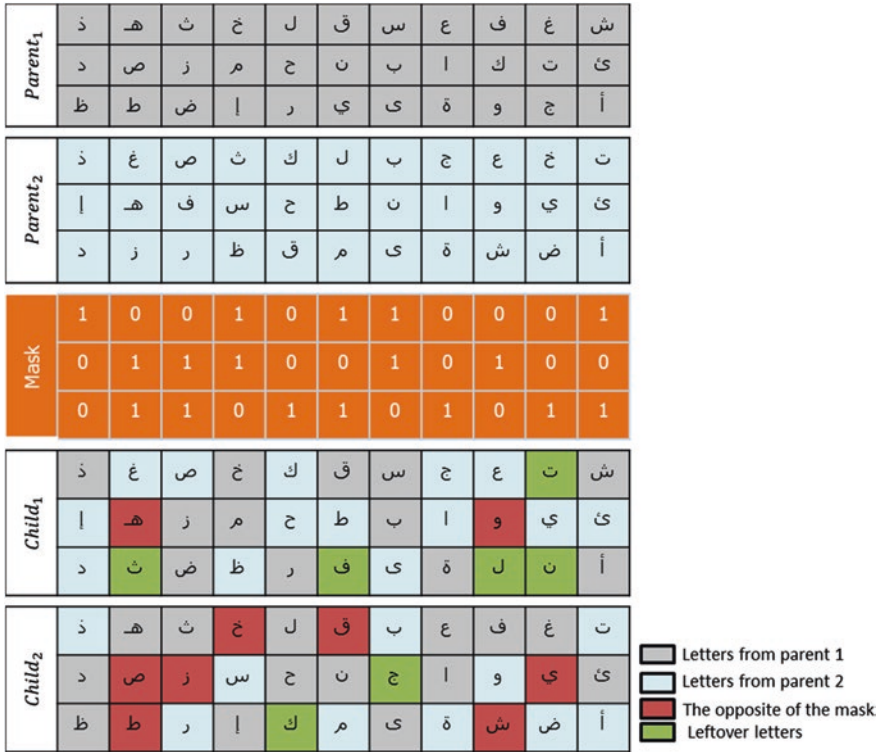 Parent1
ذ هـ ث خ ل ق س ع ف غ ش
د ص ز م ح ن ب ا ك ت ئ
ظ ط ض إ ر ي ى ة و ج أ
Parent2
ذ غ ص ث ك ل ب ج ع خ ت
إ هـ ف س ح ط ن ا و ي ئ
د ز ر ظ ق م ى ة ش ض أ
Mask
1 0 0 1 0 1 1 0 0 0 1
0 1 1 1 0 0 1 0 1 0 0
0 1 1 0 1 1 0 1 0 1 1
Child1
ذ غ ص خ ك ق س ج ع ت ش
إ هـ ز م ح ط ب ا و ي ئ
د ث ض ظ ر ف ى ة ل ن أ
Child2
ذ هـ ث خ ل ق ب ع ف غ ت
د ص ز س ح ن ج ا و ي ئ
ظ ط ر إ ك م ى ة ش ض أ
Letters from parent 1
Letters from parent 2
The opposite of the mask
Leftover letters